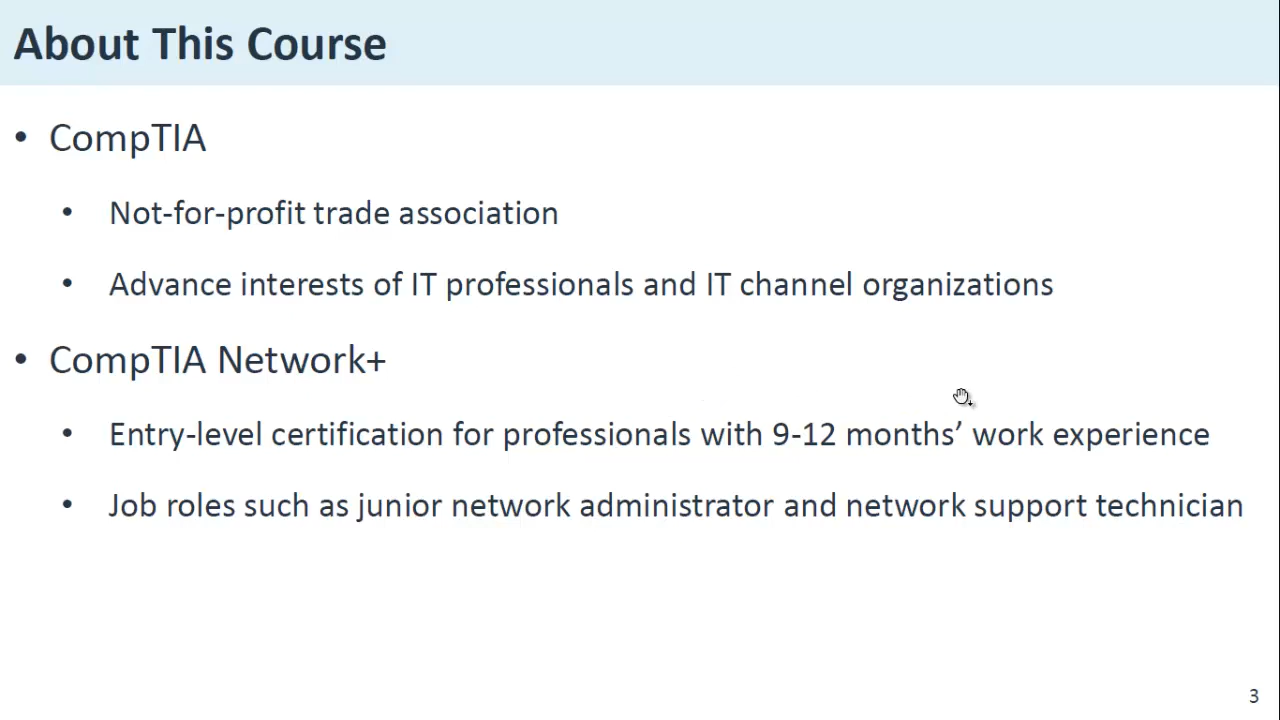 About This Course
• CompTIA
• Not-for-profit trade association
• Advance interests of IT professionals and IT channel organizations
• CompTIA Network+
• Entry-level certification for professionals with 9-12 months’ work experience
• Job roles such as junior network administrator and network support technician
3